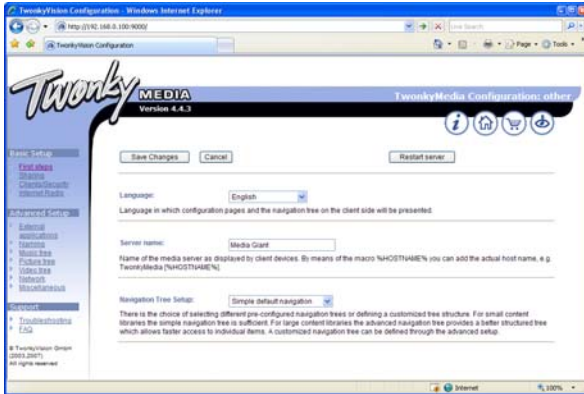 TwonkyVision Configuration - Windows Internet Explorer
http://192.168.0.100:9000/
Live Search
TwonkyVision Configuration
Page
Tools
Twonky
MEDIA
Version 4.4.3
TwonkyMedia Configuration: other
Basic Setup
First steps
Sharing
Clients/Security
Internet Radio
Advanced Setup
External
applications
Naming
Music tree
Picture tree
Video tree
Network
Miscellaneous
Support
Troubleshooting
FAQ
© TwonkyVision GmbH
(2003,2007)
All rights reserved
Save Changes
Cancel
Restart server
Language:
English
Language in which configuration pages and the navigation tree on the client side will be presented.
Server name:
Media Giant
Name of the media server as displayed by client devices. By means of the macro %HOSTNAME% you can add the actual host name, e.g.
TwonkyMedia [%HOSTNAME%].
Navigation Tree Setup:
Simple default navigation
There is the choice of selecting different pre-configured navigation trees or defining a customized tree structure. For small content
libraries the simple navigation tree is sufficient. For large content libraries the advanced navigation tree provides a better structured tree
which allows faster access to individual items. A customized navigation tree can be defined through the advanced setup.
Internet
100%